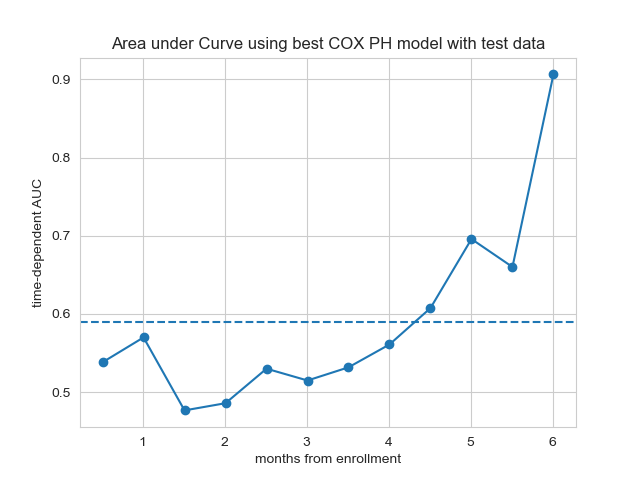 Area under Curve using best COX PH model with test data
time-dependent AUC
0.9
0.8
0.7
0.6
0.5
1 2 3 4 5 6
months from enrollment